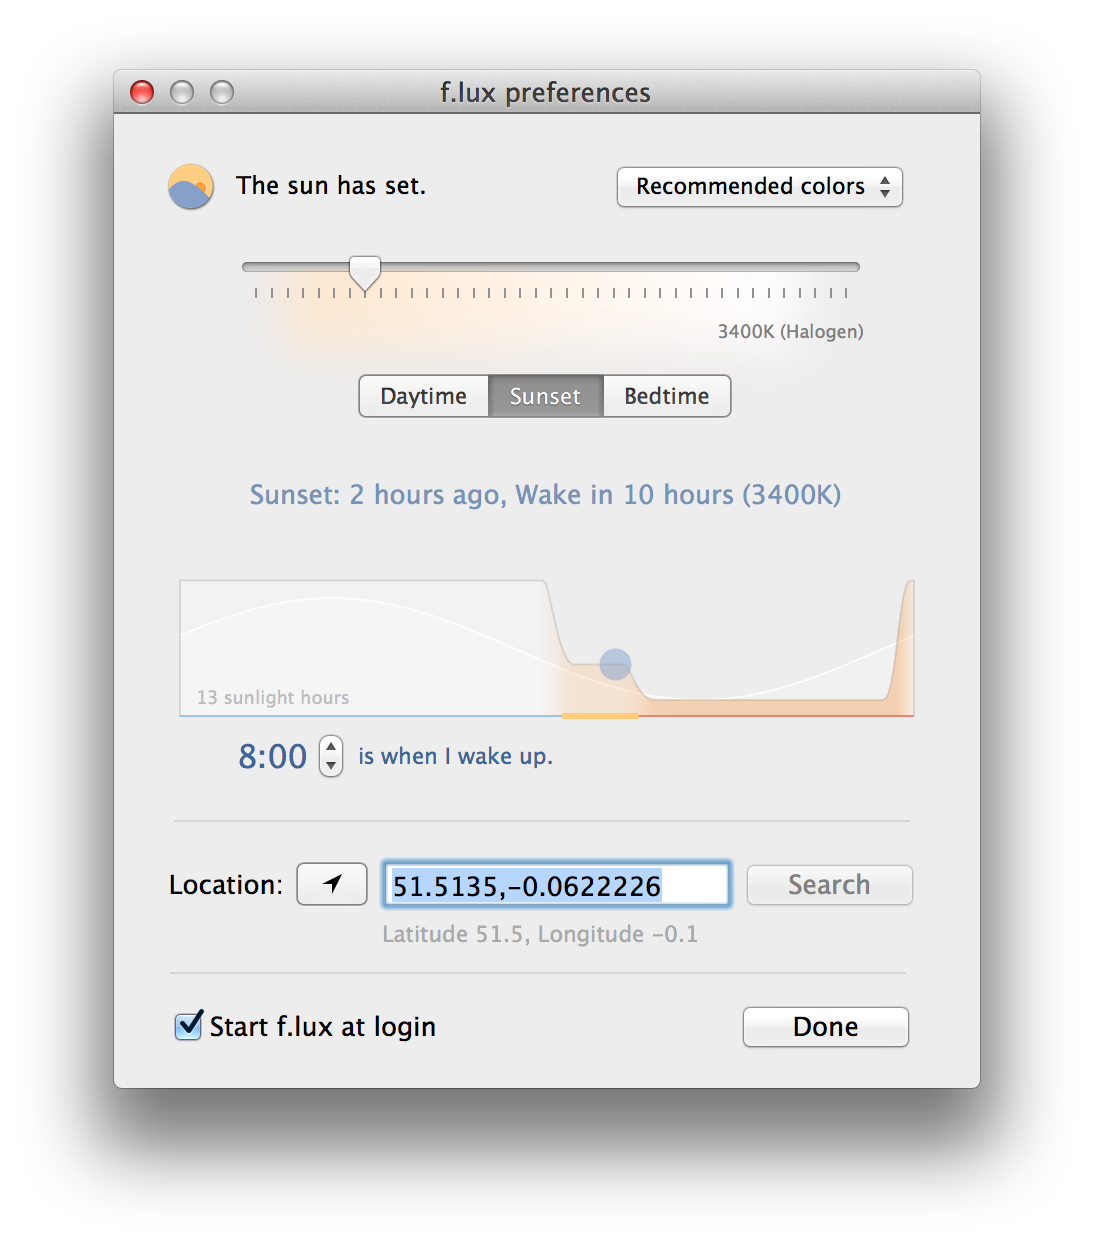 f.lux preferences
The sun has set.
Recommended colors
3400K (Halogen)
Daytime
Sunset
Bedtime
Sunset: 2 hours ago, Wake in 10 hours (3400K)
13 sunlight hours
8:00 is when I wake up.
Location:
51.5135,-0.0622226
Search
Latitude 51.5, Longitude -0.1
Start f.lux at login
Done